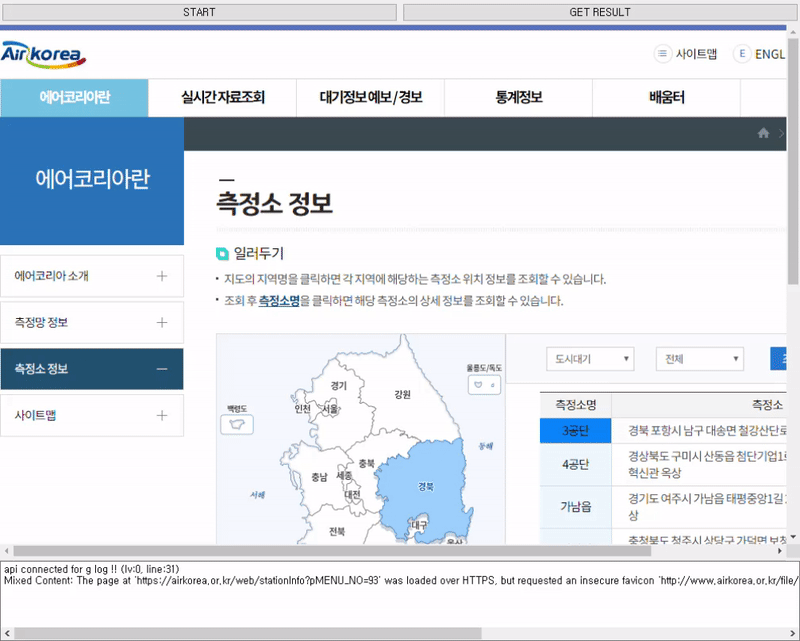 START GET RESULT
Air korea
사이트맵 E ENGL
에어코리아란 실시간 자료조회 대기정보 예보/경보 통계정보 배움터
에어코리아란
측정소 정보
일러두기
에어코리아 소개
• 지도의 지역명을 클릭하면 각 지역에 해당하는 측정소 위치 정보를 조회할 수 있습니다.
• 조회 후 측정소명을 클릭하면 해당 측정소의 상세 정보를 조회할 수 있습니다.
측정망 정보
측정소 정보
사이트맵
백령도
경기
인천
서울
강원
울릉도/독도
동해
서해
충남
세종
충북
대전
경북
대구
전북
울산
도시대기 전체
측정소명 측정소
3공단 경북 포항시 남구 대송면 철강산단로
4공단 경상북도 구미시 산동읍 첨단기업1로
혁신관 옥상
가남읍 경기도 여주시 가남읍 태평중앙1길
상
충청북도 청주시 상당구 가덕면 보청
api connected for g log !! (lv:0, line:31)
Mixed Content: The page at 'https://airkorea.or.kr/web/stationInfo?pMENU_NO=93' was loaded over HTTPS, but requested an insecure favicon 'http://www.airkorea.or.kr/file/